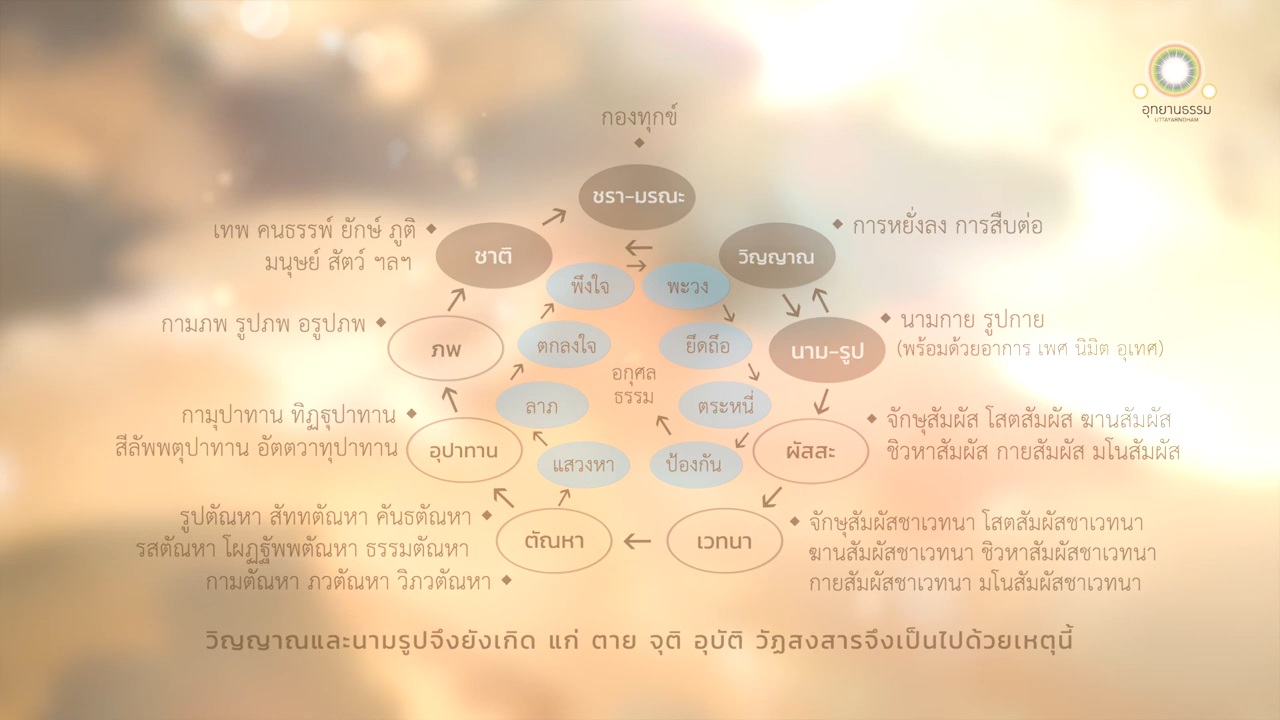 อุทยานธรรม
UTTAYARNDHAM
กองทุกข์
ชรา-มรณะ
เทพ คนธรรพ์ ยักษ์ ภูติ
มนุษย์ สัตว์ ฯลฯ
ชาติ
วิญญาณ
การหยั่งลง การสืบต่อ
พึงใจ
พะวง
กามภพ รูปภพ อรูปภพ
ภพ
ตกลงใจ
ยึดถือ
นาม-รูป
นามกาย รูปกาย
(พร้อมด้วยอาการ เพศ นิมิต อุเทศ)
อกุศล
ธรรม
ลาภ
ตระหนี่
กามุปาทาน ทิฏฐุปาทาน
สีลัพพตุปาทาน อัตตวาทุปาทาน
อุปาทาน
แสวงหา
ป้องกัน
ผัสสะ
จักษุสัมผัส โสตสัมผัส ฆานสัมผัส
ชิวหาสัมผัส กายสัมผัส มโนสัมผัส
รูปตัณหา สัททตัณหา คันธตัณหา
รสตัณหา โผฏฐัพพตัณหา ธรรมตัณหา
กามตัณหา ภวตัณหา วิภวตัณหา
ตัณหา
เวทนา
จักษุสัมผัสชาเวทนา โสตสัมผัสชาเวทนา
ฆานสัมผัสชาเวทนา ชิวหาสัมผัสชาเวทนา
กายสัมผัสชาเวทนา มโนสัมผัสชาเวทนา
วิญญาณและนามรูปจึงยังเกิด แก่ ตาย จุติ อุบัติ วัฏสงสารจึงเป็นไปด้วยเหตุนี้